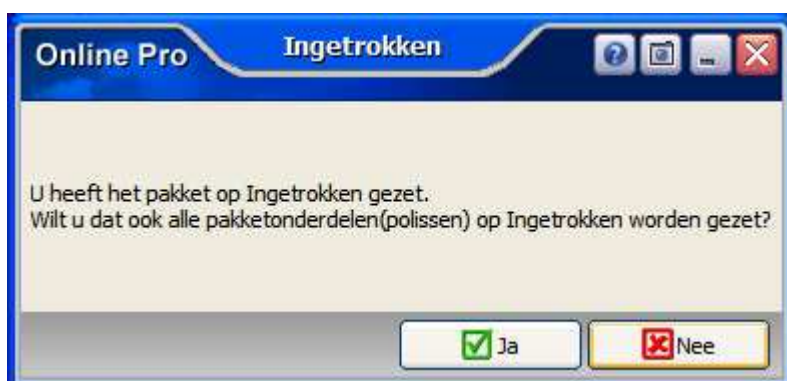 Online Pro
Ingetrokken
U heeft het pakket op Ingetrokken gezet.
Wilt u dat ook alle pakketonderdelen(polissen) op Ingetrokken worden gezet?
Ja
Nee